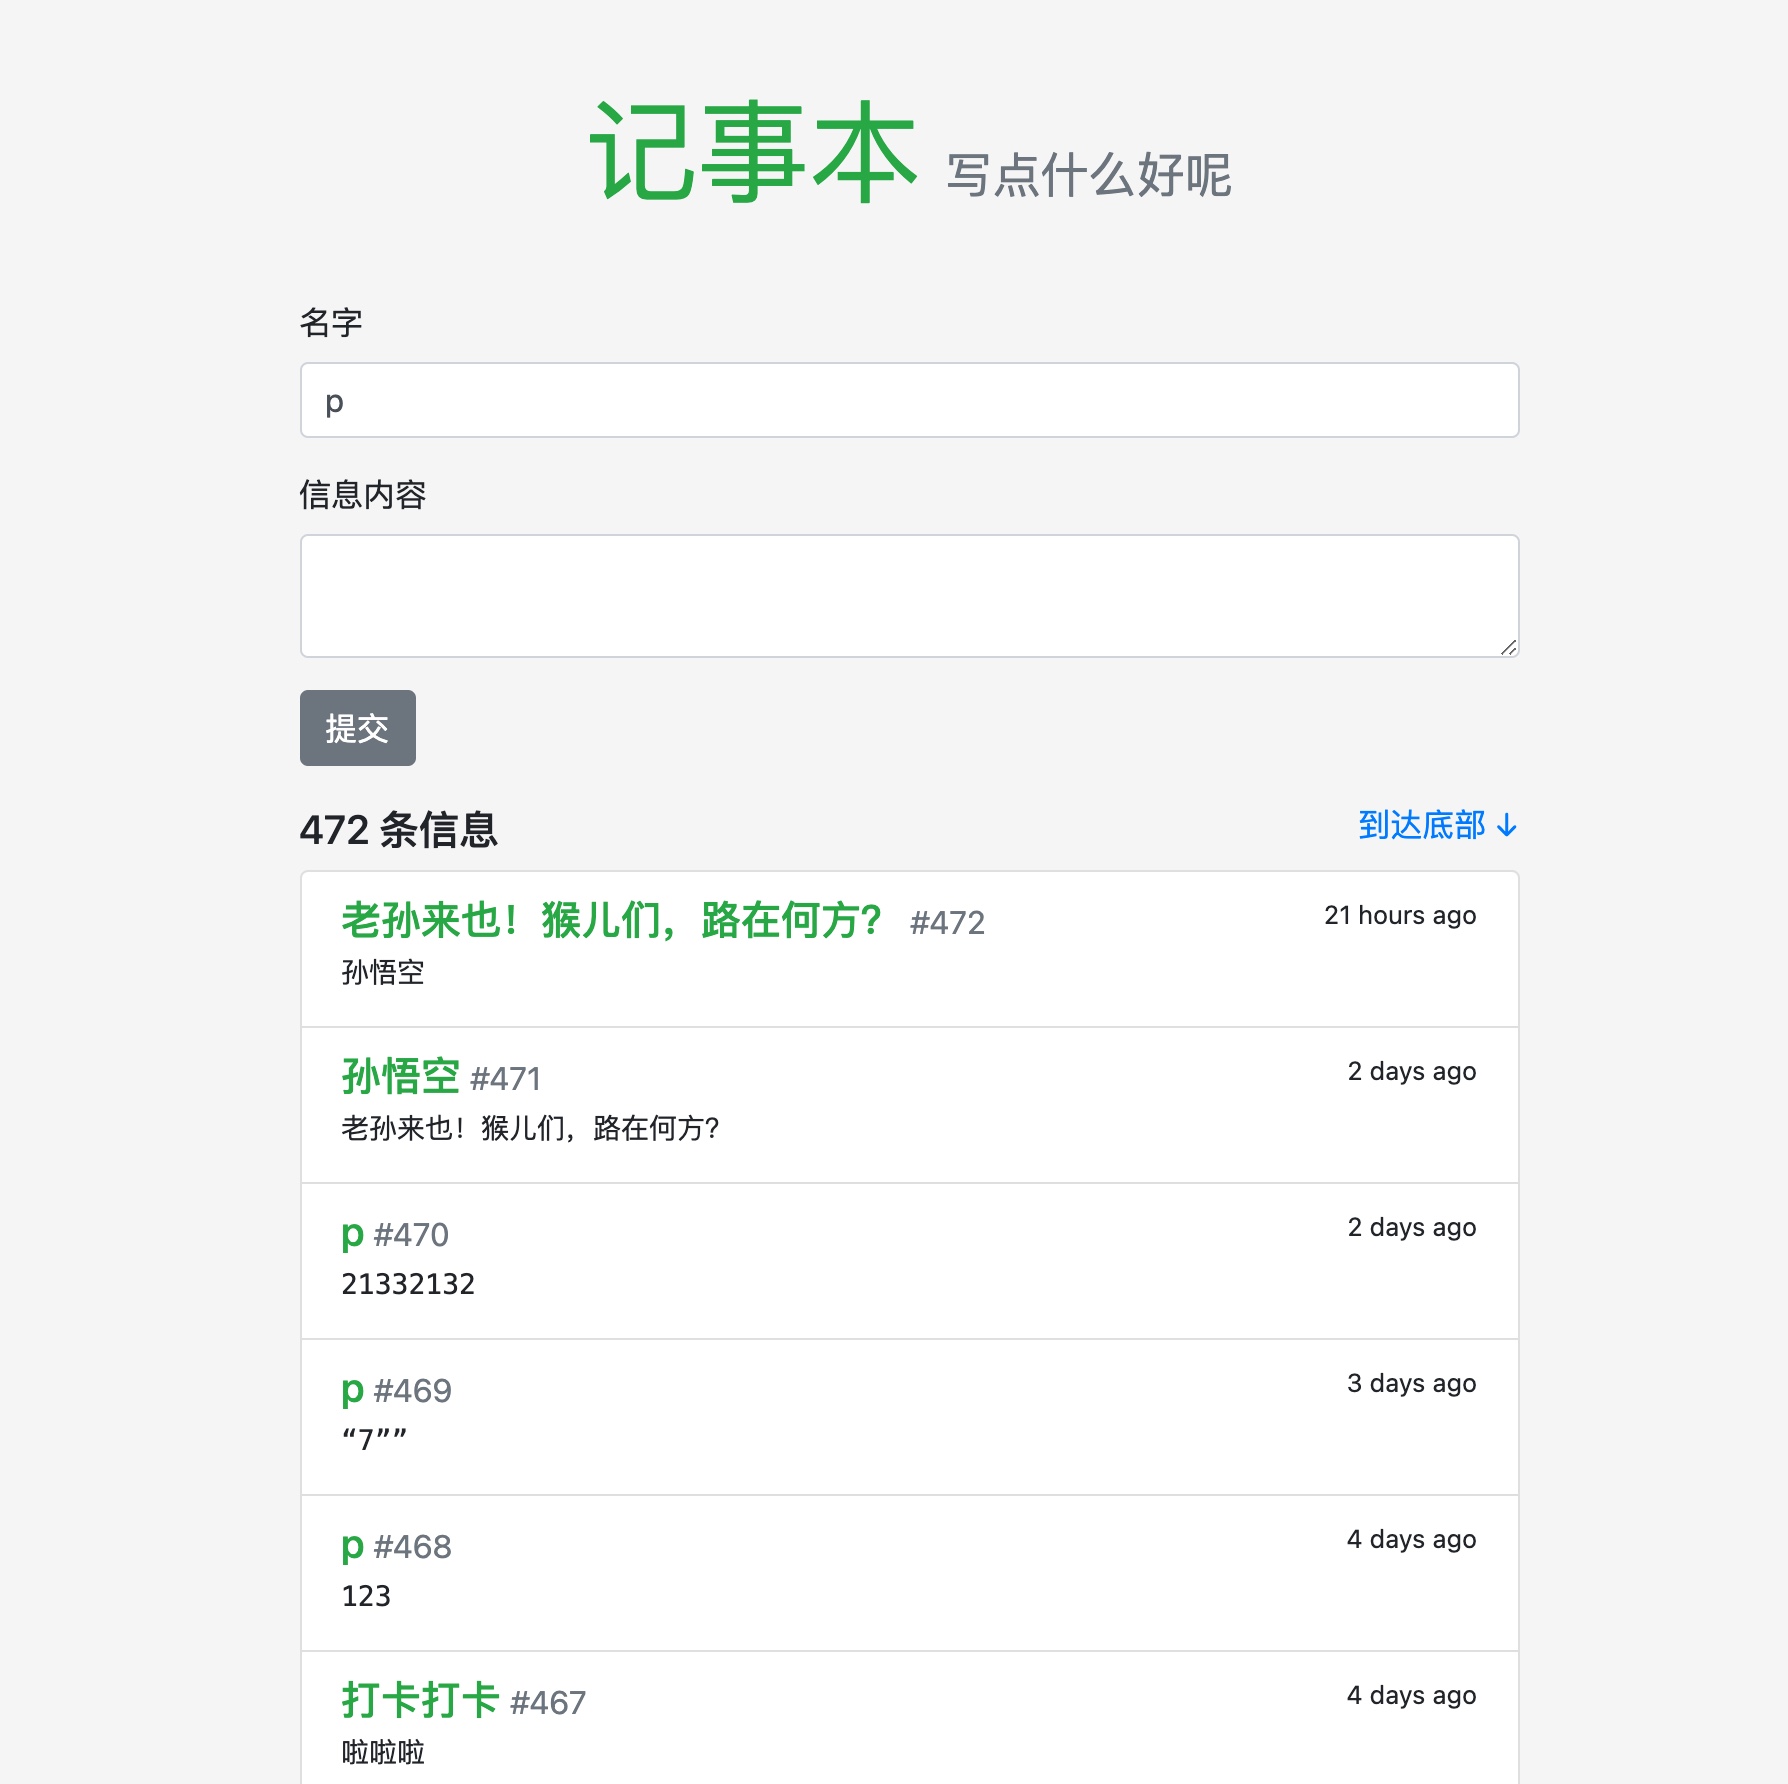 记事本 写点什么好呢
名字
p
信息内容
提交
472 条信息 到达底部 ↓
老孙来也！猴儿们，路在何方？ #472 21 hours ago
孙悟空
孙悟空 #471 2 days ago
老孙来也！猴儿们，路在何方？
p #470 2 days ago
21332132
p #469 3 days ago
“7””
p #468 4 days ago
123
打卡打卡 #467 4 days ago
啦啦啦